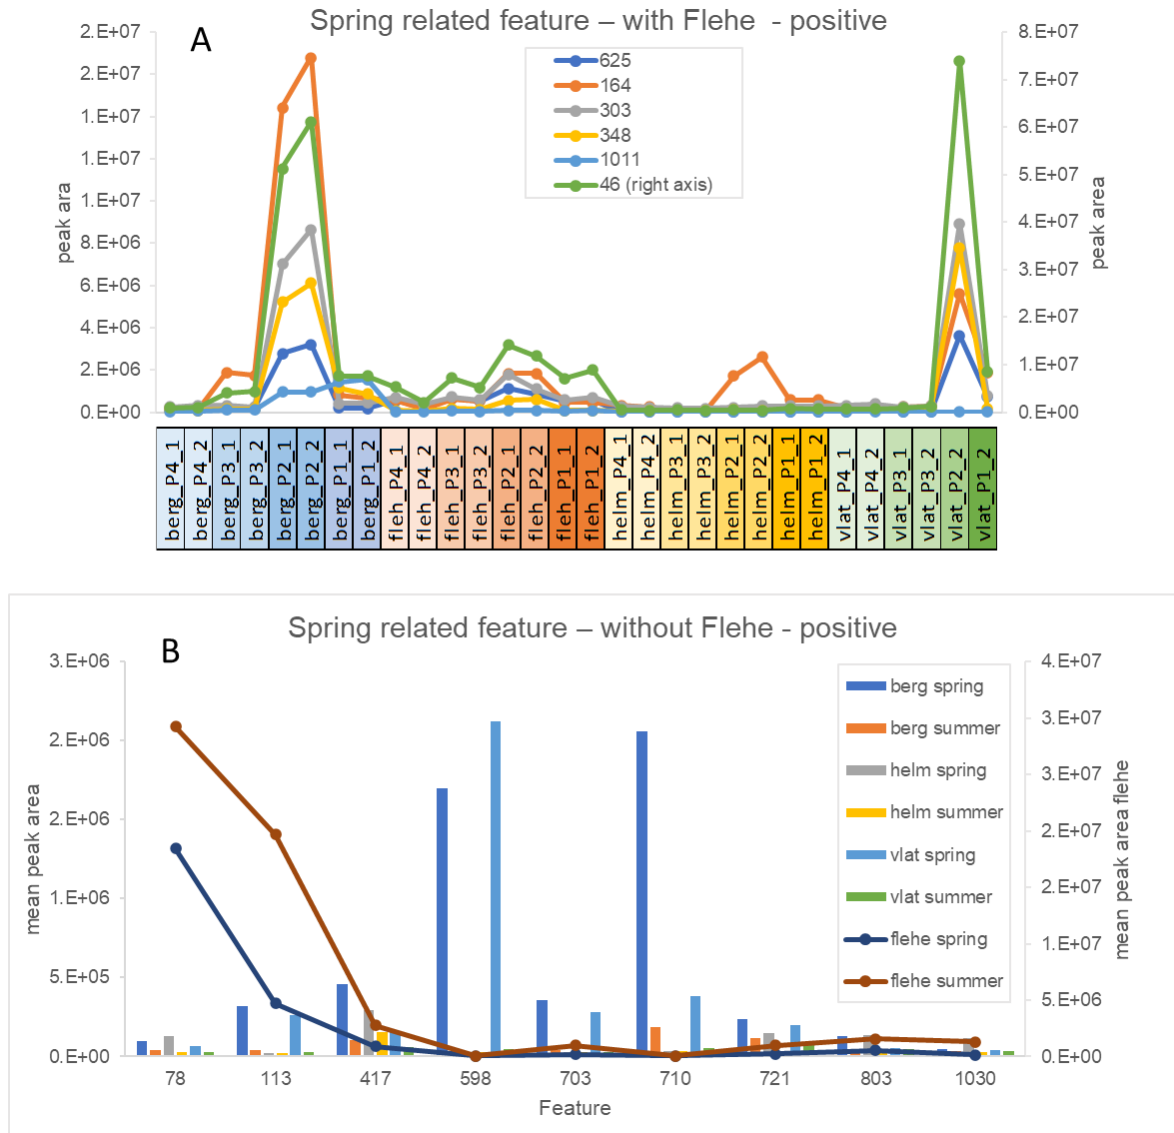 Spring related feature – with Flehe - positive
A
2.E+07
2.E+07
1.E+07
1.E+07
1.E+07
8.E+06
6.E+06
4.E+06
2.E+06
0.E+00
peak ara
625
164
303
348
1011
46 (right axis)
8.E+07
7.E+07
6.E+07
5.E+07
4.E+07
3.E+07
2.E+07
1.E+07
0.E+00
peak area
berg_P4_1
berg_P4_2
berg_P3_1
berg_P3_2
berg_P2_1
berg_P2_2
berg_P1_1
berg_P1_2
fleh_P4_1
fleh_P4_2
fleh_P3_1
fleh_P3_2
fleh_P2_1
fleh_P2_2
fleh_P1_1
fleh_P1_2
helm_P4_1
helm_P4_2
helm_P3_1
helm_P3_2
helm_P2_1
helm_P2_2
helm_P1_1
helm_P1_2
vlat_P4_1
vlat_P4_2
vlat_P3_1
vlat_P3_2
vlat_P2_2
vlat_P1_2
Spring related feature – without Flehe - positive
B
3.E+06
2.E+06
2.E+06
1.E+06
5.E+05
0.E+00
mean peak area
berg spring
berg summer
helm spring
helm summer
vlat spring
vlat summer
flehe spring
flehe summer
4.E+07
3.E+07
3.E+07
2.E+07
2.E+07
1.E+07
5.E+06
0.E+00
mean peak area flehe
78 113 417 598 703 710 721 803 1030
Feature